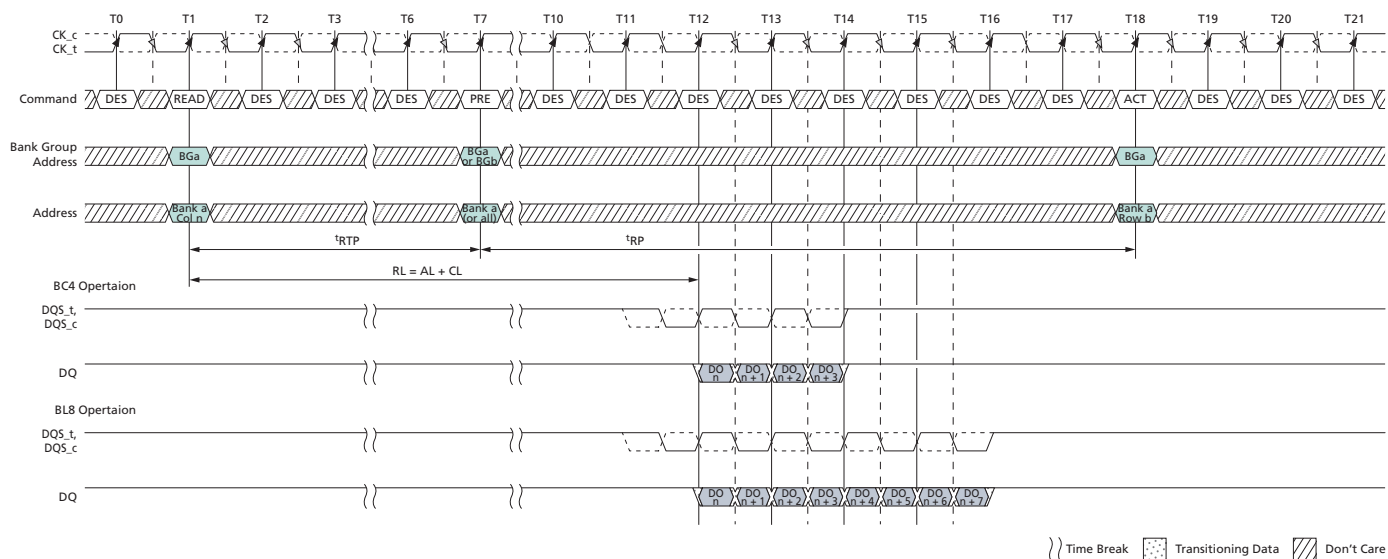 T0 T1 T2 T3 T6 T7 T10 T11 T12 T13 T14 T15 T16 T17 T18 T19 T20 T21
CK_c
CK_t
Command DES READ DES DES DES PRE DES DES DES DES DES DES DES DES ACT DES DES DES
Bank Group
Address
BGa
BGa
or BGb
BGa
Address
Bank a
Col n
Bank a
(or all)
Bank a
Row b
tRTP tRP
RL = AL + CL
BC4 Opertaion
DQS_t,
DQS_c
DQ
DO
n
DO
n + 1
DO
n + 2
DO
n + 3
BL8 Opertaion
DQS_t,
DQS_c
DQ
DO
n
DO
n + 1
DO
n + 2
DO
n + 3
DO
n + 4
DO
n + 5
DO
n + 6
DO
n + 7
Time Break Transitioning Data Don't Care